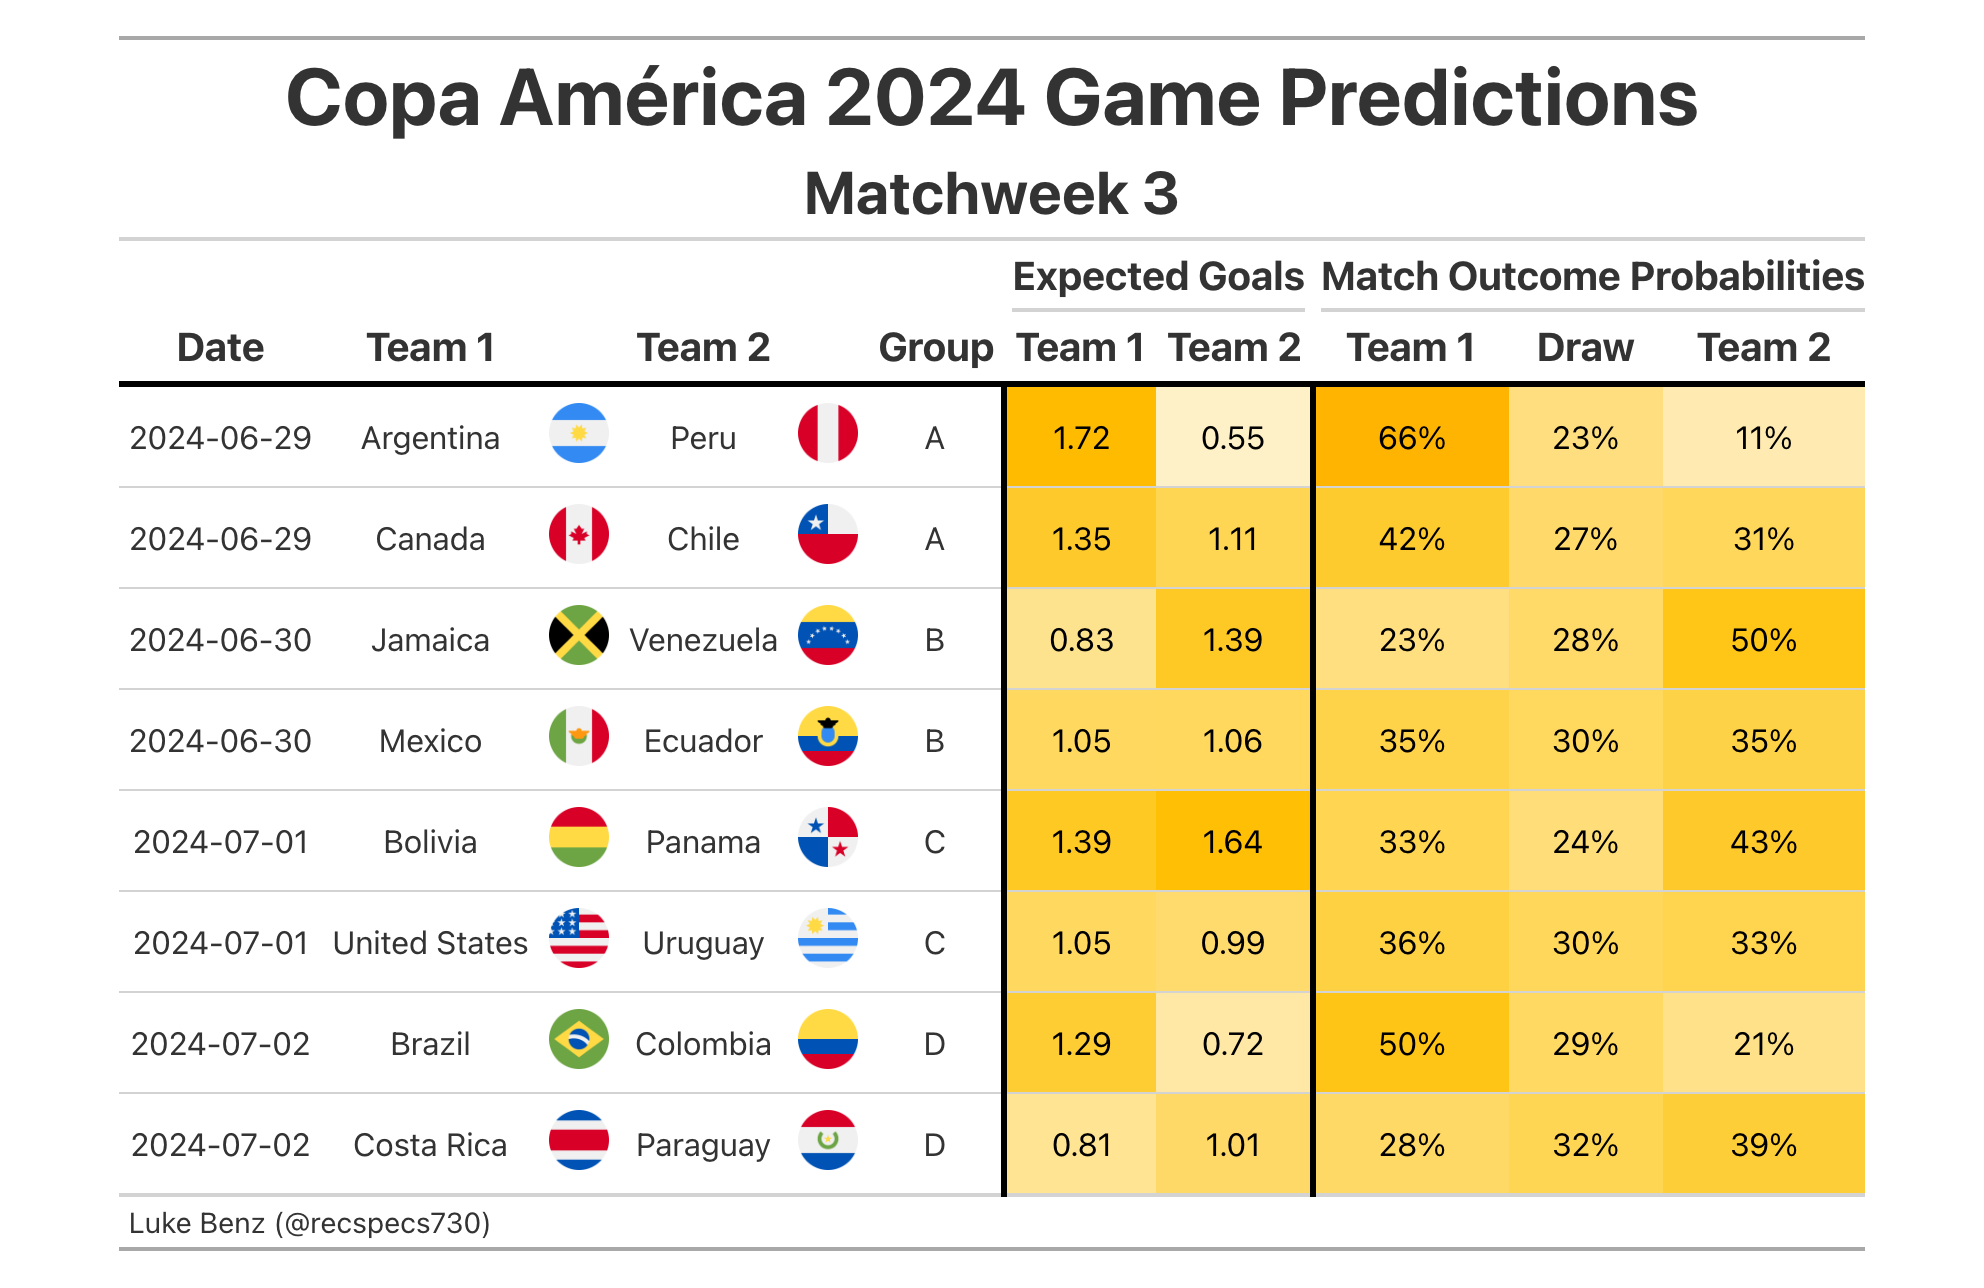 Copa América 2024 Game Predictions
Matchweek 3
Expected Goals Match Outcome Probabilities
Date Team 1 Team 2 Group Team 1 Team 2 Team 1 Draw Team 2
2024-06-29 Argentina Peru A 1.72 0.55 66% 23% 11%
2024-06-29 Canada Chile A 1.35 1.11 42% 27% 31%
2024-06-30 Jamaica Venezuela B 0.83 1.39 23% 28% 50%
2024-06-30 Mexico Ecuador B 1.05 1.06 35% 30% 35%
2024-07-01 Bolivia Panama C 1.39 1.64 33% 24% 43%
2024-07-01 United States Uruguay C 1.05 0.99 36% 30% 33%
2024-07-02 Brazil Colombia D 1.29 0.72 50% 29% 21%
2024-07-02 Costa Rica Paraguay D 0.81 1.01 28% 32% 39%
Luke Benz (@recspecs730)